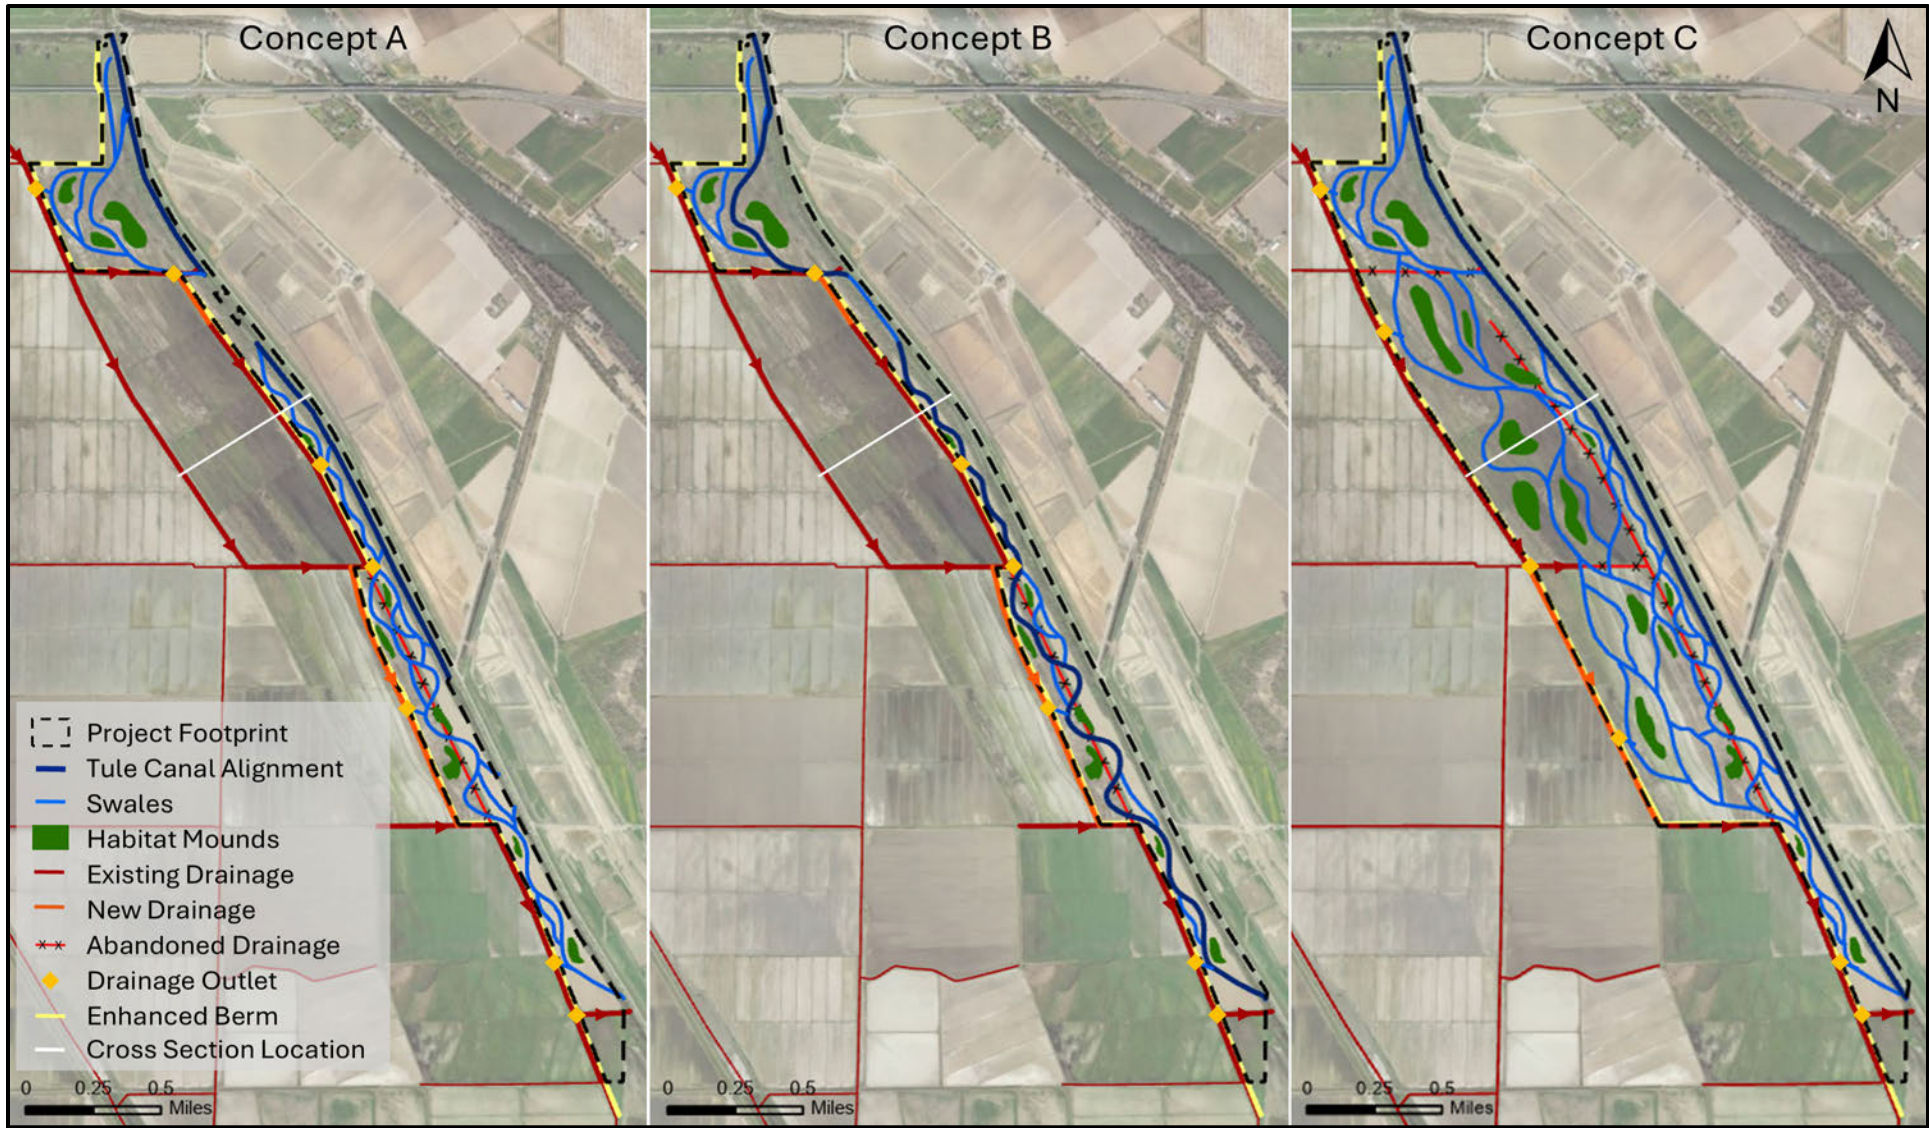 Concept A
Concept B
Concept C
N
Project Footprint
Tule Canal Alignment
Swales
Habitat Mounds
Existing Drainage
New Drainage
Abandoned Drainage
Drainage Outlet
Enhanced Berm
Cross Section Location
0 0.25 0.5
Miles
0 0.25 0.5
Miles
0 0.25 0.5
Miles